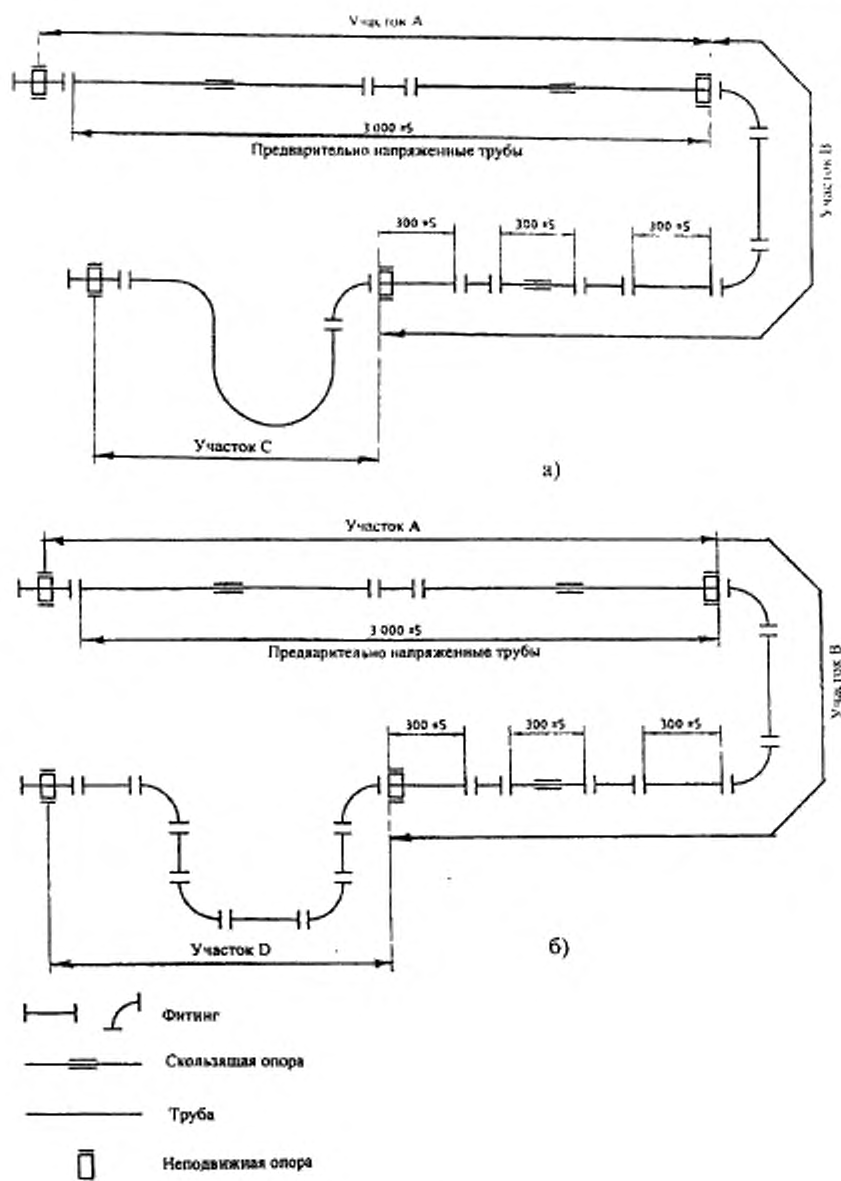 Участок А
3 000 ±5
Предварительно напряженные трубы
Участок В
300 ±5
300 ±5
300 ±5
Участок С
а)
Участок А
3 000 ±5
Предварительно напряженные трубы
Участок В
300 ±5
300 ±5
300 ±5
Участок D
б)
Фитинг
Скользящая опора
Труба
Неподвижная опора